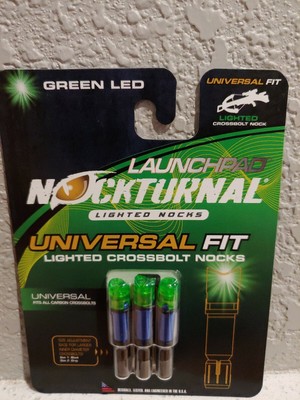 GREEN LED
UNIVERSAL FIT
LIGHTED
CROSSBOLT NOCK
LAUNCHPAD
NOCKTURNAL
LIGHTED NOCKS
UNIVERSAL FIT
LIGHTED CROSSBOLT NOCKS
UNIVERSAL
FITS ALL CARBON CROSSBOLTS